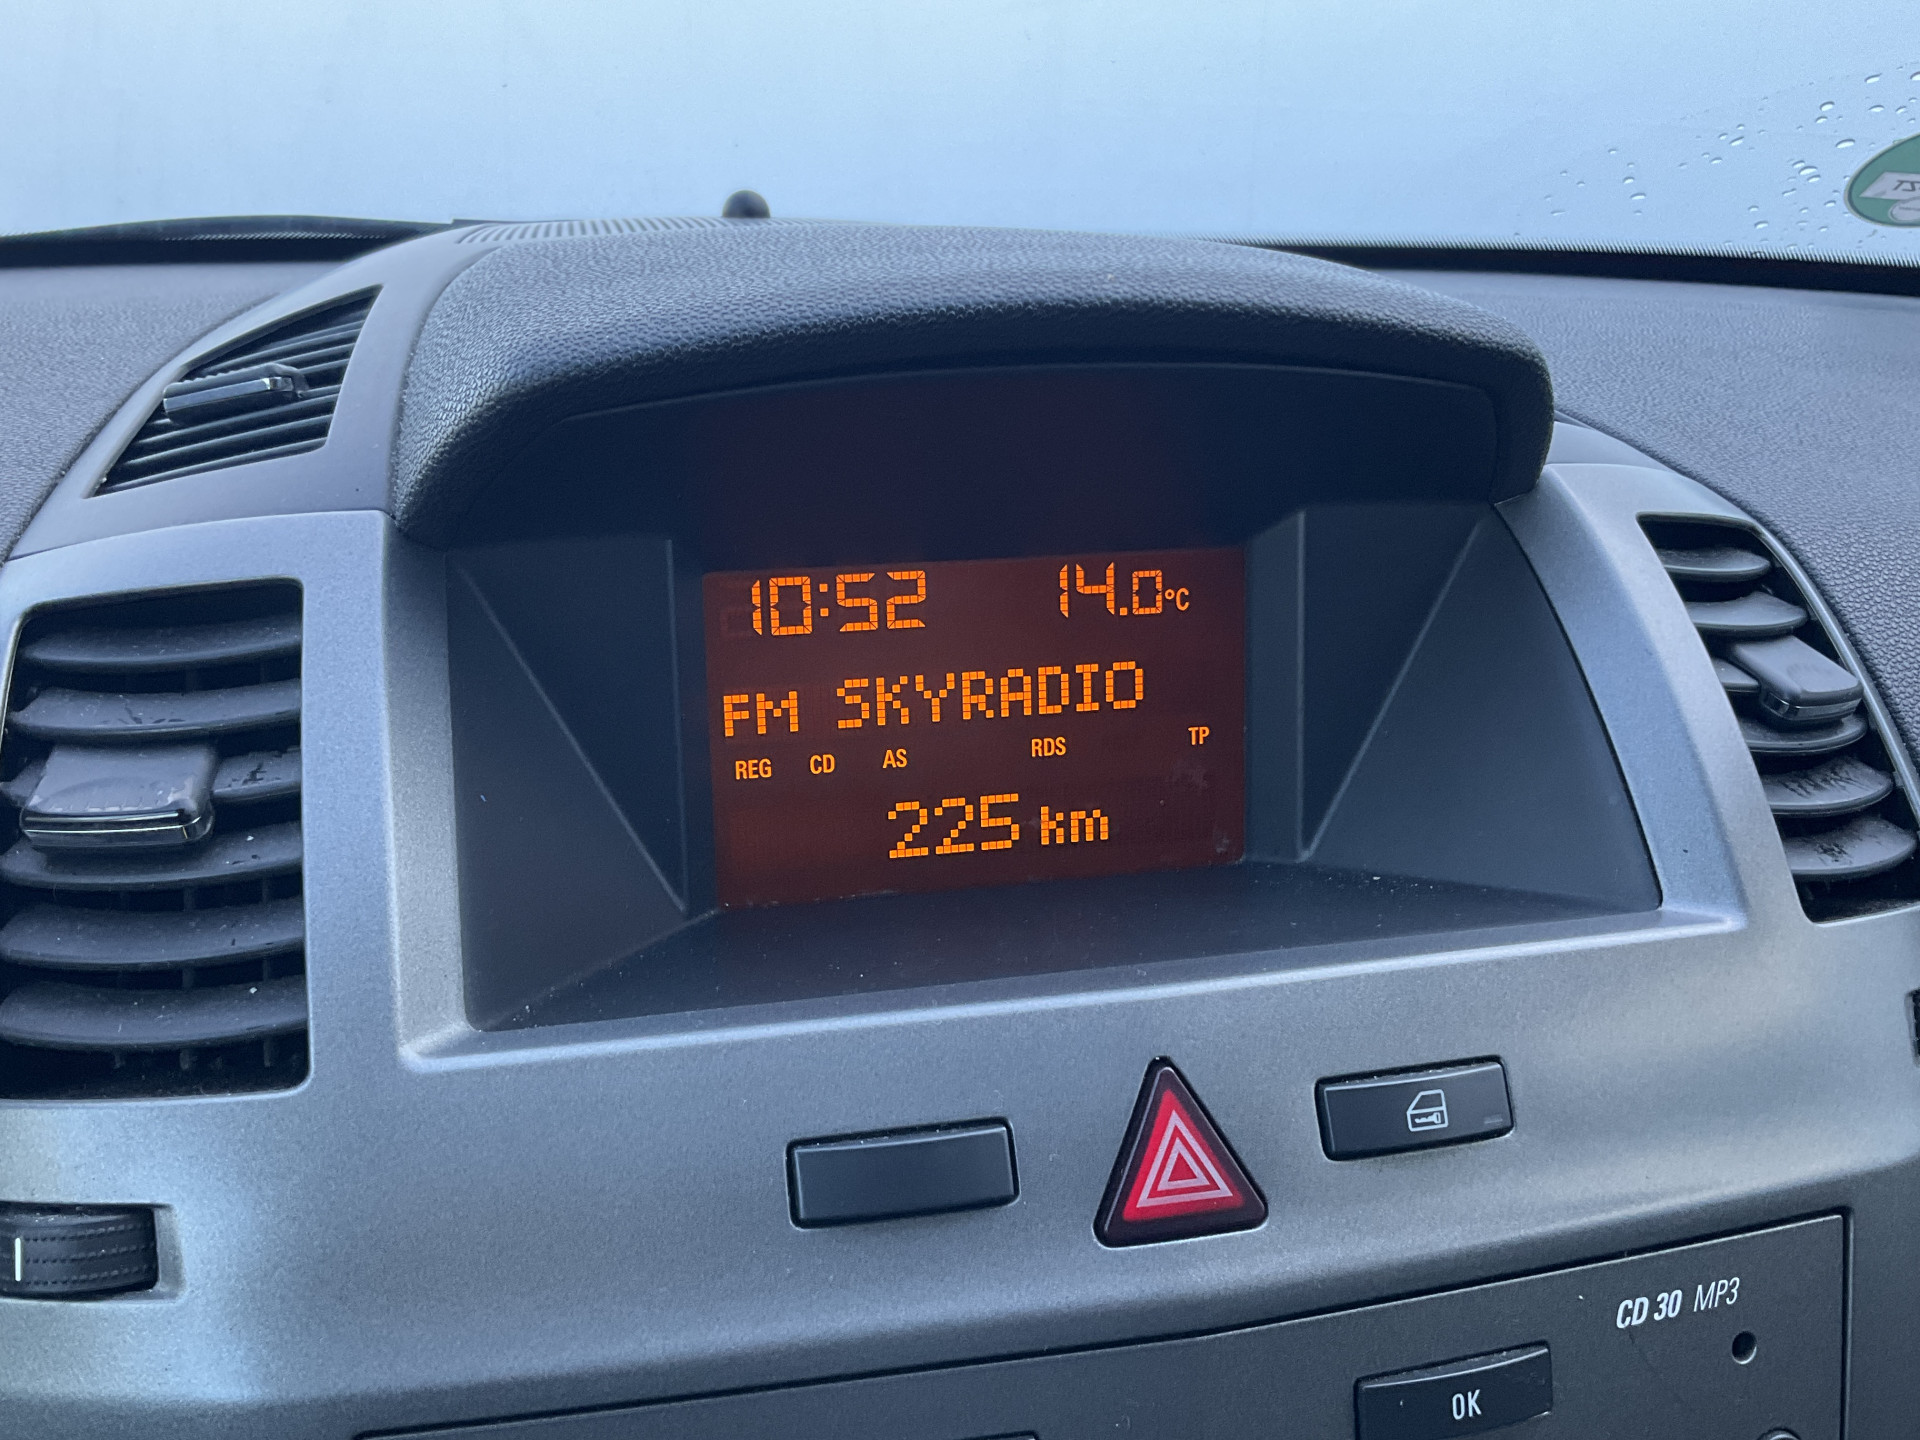 10:52 14.0°C
FM SKYRADIO
REG CD AS RDS TP
225 km
CD 30 MP3
OK